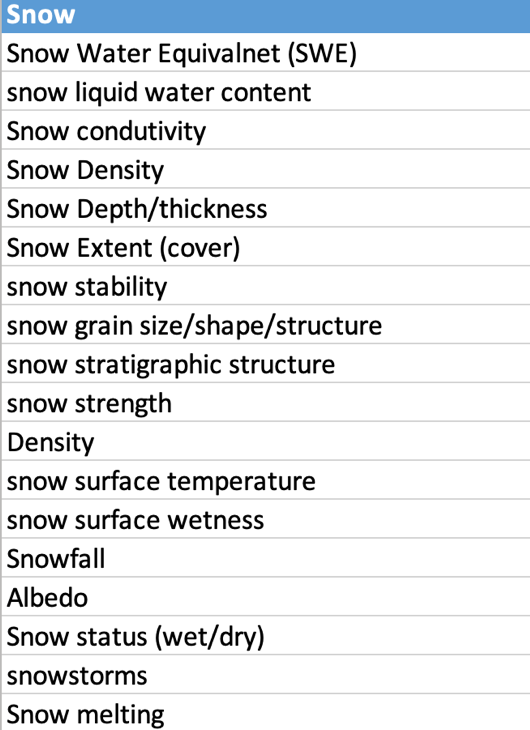 Snow
Snow Water Equivalnet (SWE)
snow liquid water content
Snow condutivity
Snow Density
Snow Depth/thickness
Snow Extent (cover)
snow stability
snow grain size/shape/structure
snow stratigraphic structure
snow strength
Density
snow surface temperature
snow surface wetness
Snowfall
Albedo
Snow status (wet/dry)
snowstorms
Snow melting